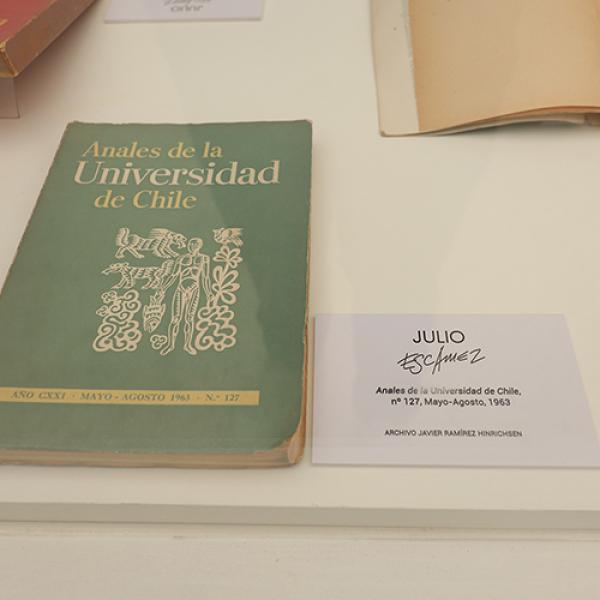 Anales de la
Universidad
de Chile
AÑO CXXI · MAYO - AGOSTO 1963 - N.° 127
JULIO
ESCÁMEZ
Anales de la Universidad de Chile,
nº 127, Mayo-Agosto, 1963
ARCHIVO JAVIER RAMÍREZ HINRICHSEN